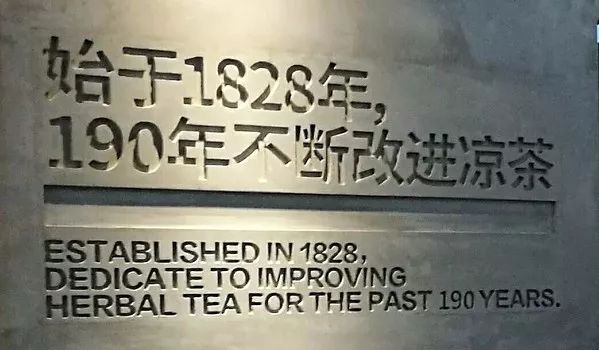 始于1828年,
190年不断改进凉茶
ESTABLISHED IN 1828,
DEDICATE TO IMPROVING
HERBAL TEA FOR THE PAST 190 YEARS.